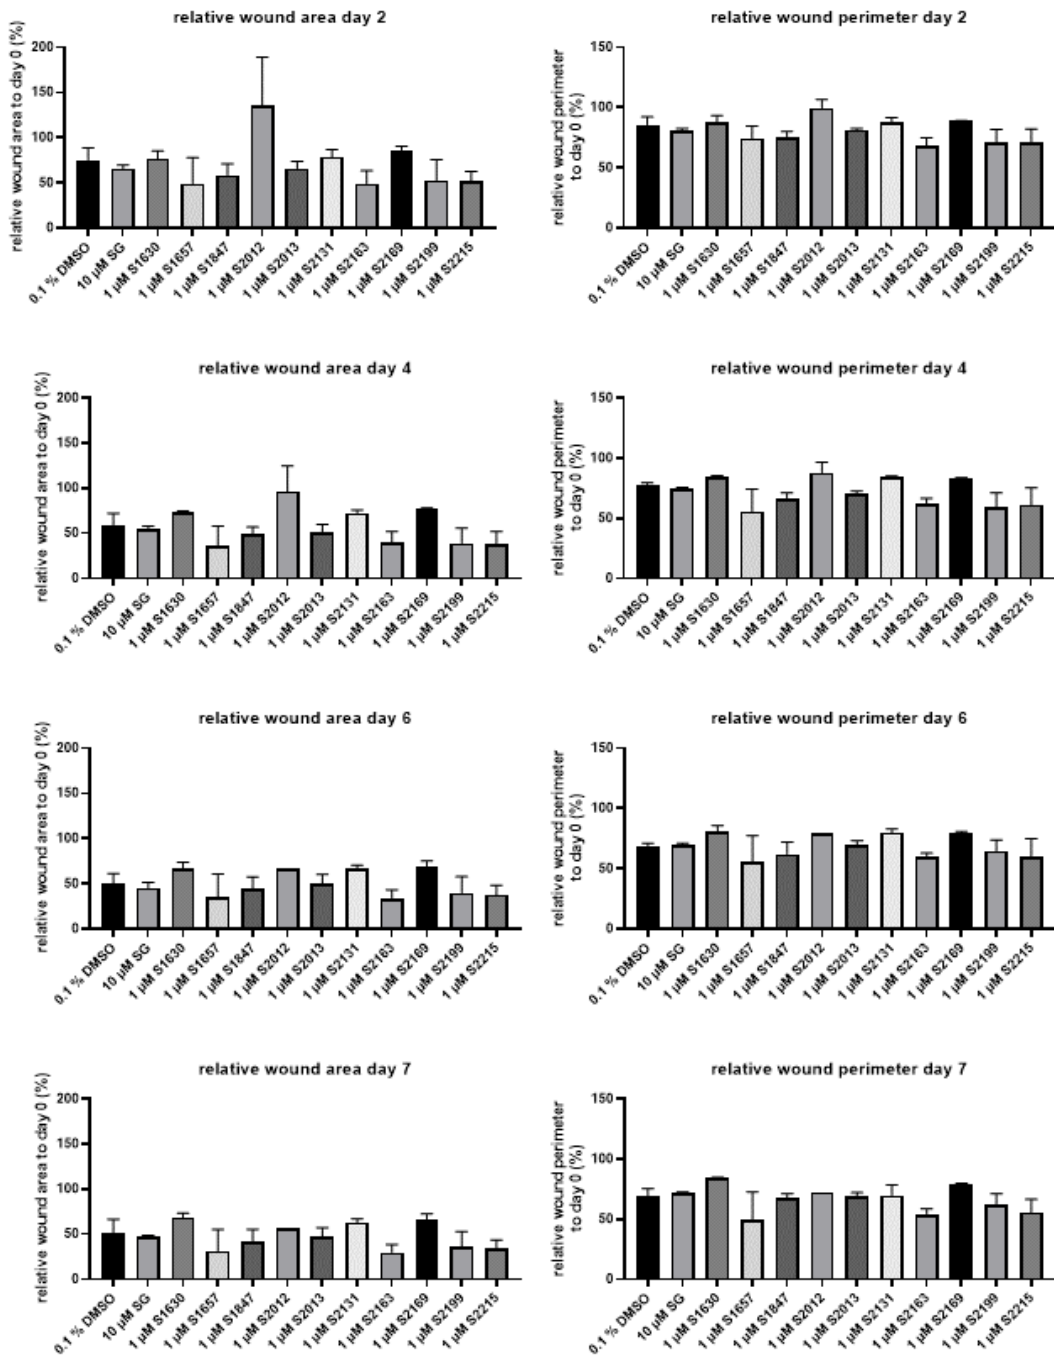 relative wound area day 2
relative wound area to day 0 (%)
200
150
100
50
0
0.1 % DMSO
10 µM SG
1 µM S1630
1 µM S1657
1 µM S1847
1 µM S2012
1 µM S2013
1 µM S2131
1 µM S2163
1 µM S2169
1 µM S2199
1 µM S2215
relative wound perimeter day 2
relative wound perimeter
to day 0 (%)
150
100
50
0
0.1 % DMSO
10 µM SG
1 µM S1630
1 µM S1657
1 µM S1847
1 µM S2012
1 µM S2013
1 µM S2131
1 µM S2163
1 µM S2169
1 µM S2199
1 µM S2215
relative wound area day 4
relative wound area to day 0 (%)
200
150
100
50
0
0.1 % DMSO
10 µM SG
1 µM S1630
1 µM S1657
1 µM S1847
1 µM S2012
1 µM S2013
1 µM S2131
1 µM S2163
1 µM S2169
1 µM S2199
1 µM S2215
relative wound perimeter day 4
relative wound perimeter
to day 0 (%)
150
100
50
0
0.1 % DMSO
10 µM SG
1 µM S1630
1 µM S1657
1 µM S1847
1 µM S2012
1 µM S2013
1 µM S2131
1 µM S2163
1 µM S2169
1 µM S2199
1 µM S2215
relative wound area day 6
relative wound area to day 0 (%)
200
150
100
50
0
0.1 % DMSO
10 µM SG
1 µM S1630
1 µM S1657
1 µM S1847
1 µM S2012
1 µM S2013
1 µM S2131
1 µM S2163
1 µM S2169
1 µM S2199
1 µM S2215
relative wound perimeter day 6
relative wound perimeter
to day 0 (%)
150
100
50
0
0.1 % DMSO
10 µM SG
1 µM S1630
1 µM S1657
1 µM S1847
1 µM S2012
1 µM S2013
1 µM S2131
1 µM S2163
1 µM S2169
1 µM S2199
1 µM S2215
relative wound area day 7
relative wound area to day 0 (%)
200
150
100
50
0
0.1 % DMSO
10 µM SG
1 µM S1630
1 µM S1657
1 µM S1847
1 µM S2012
1 µM S2013
1 µM S2131
1 µM S2163
1 µM S2169
1 µM S2199
1 µM S2215
relative wound perimeter day 7
relative wound perimeter
to day 0 (%)
150
100
50
0
0.1 % DMSO
10 µM SG
1 µM S1630
1 µM S1657
1 µM S1847
1 µM S2012
1 µM S2013
1 µM S2131
1 µM S2163
1 µM S2169
1 µM S2199
1 µM S2215